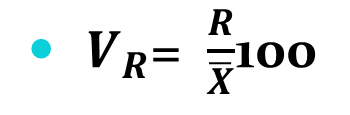 • V_R = R/X̄ 100